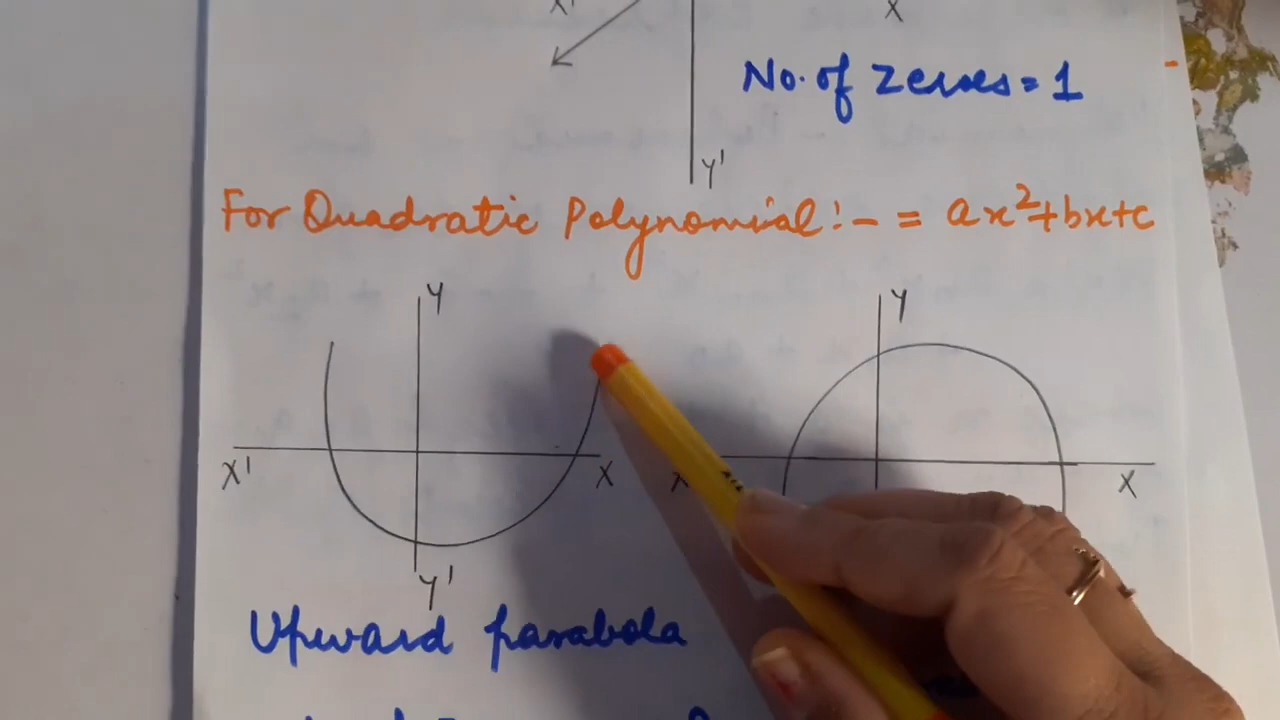 X' X
No. of zeroes = 1
Y'
For Quadratic Polynomial :- = ax²+bx+c
Y Y
X' X X
Y'
Upward parabola